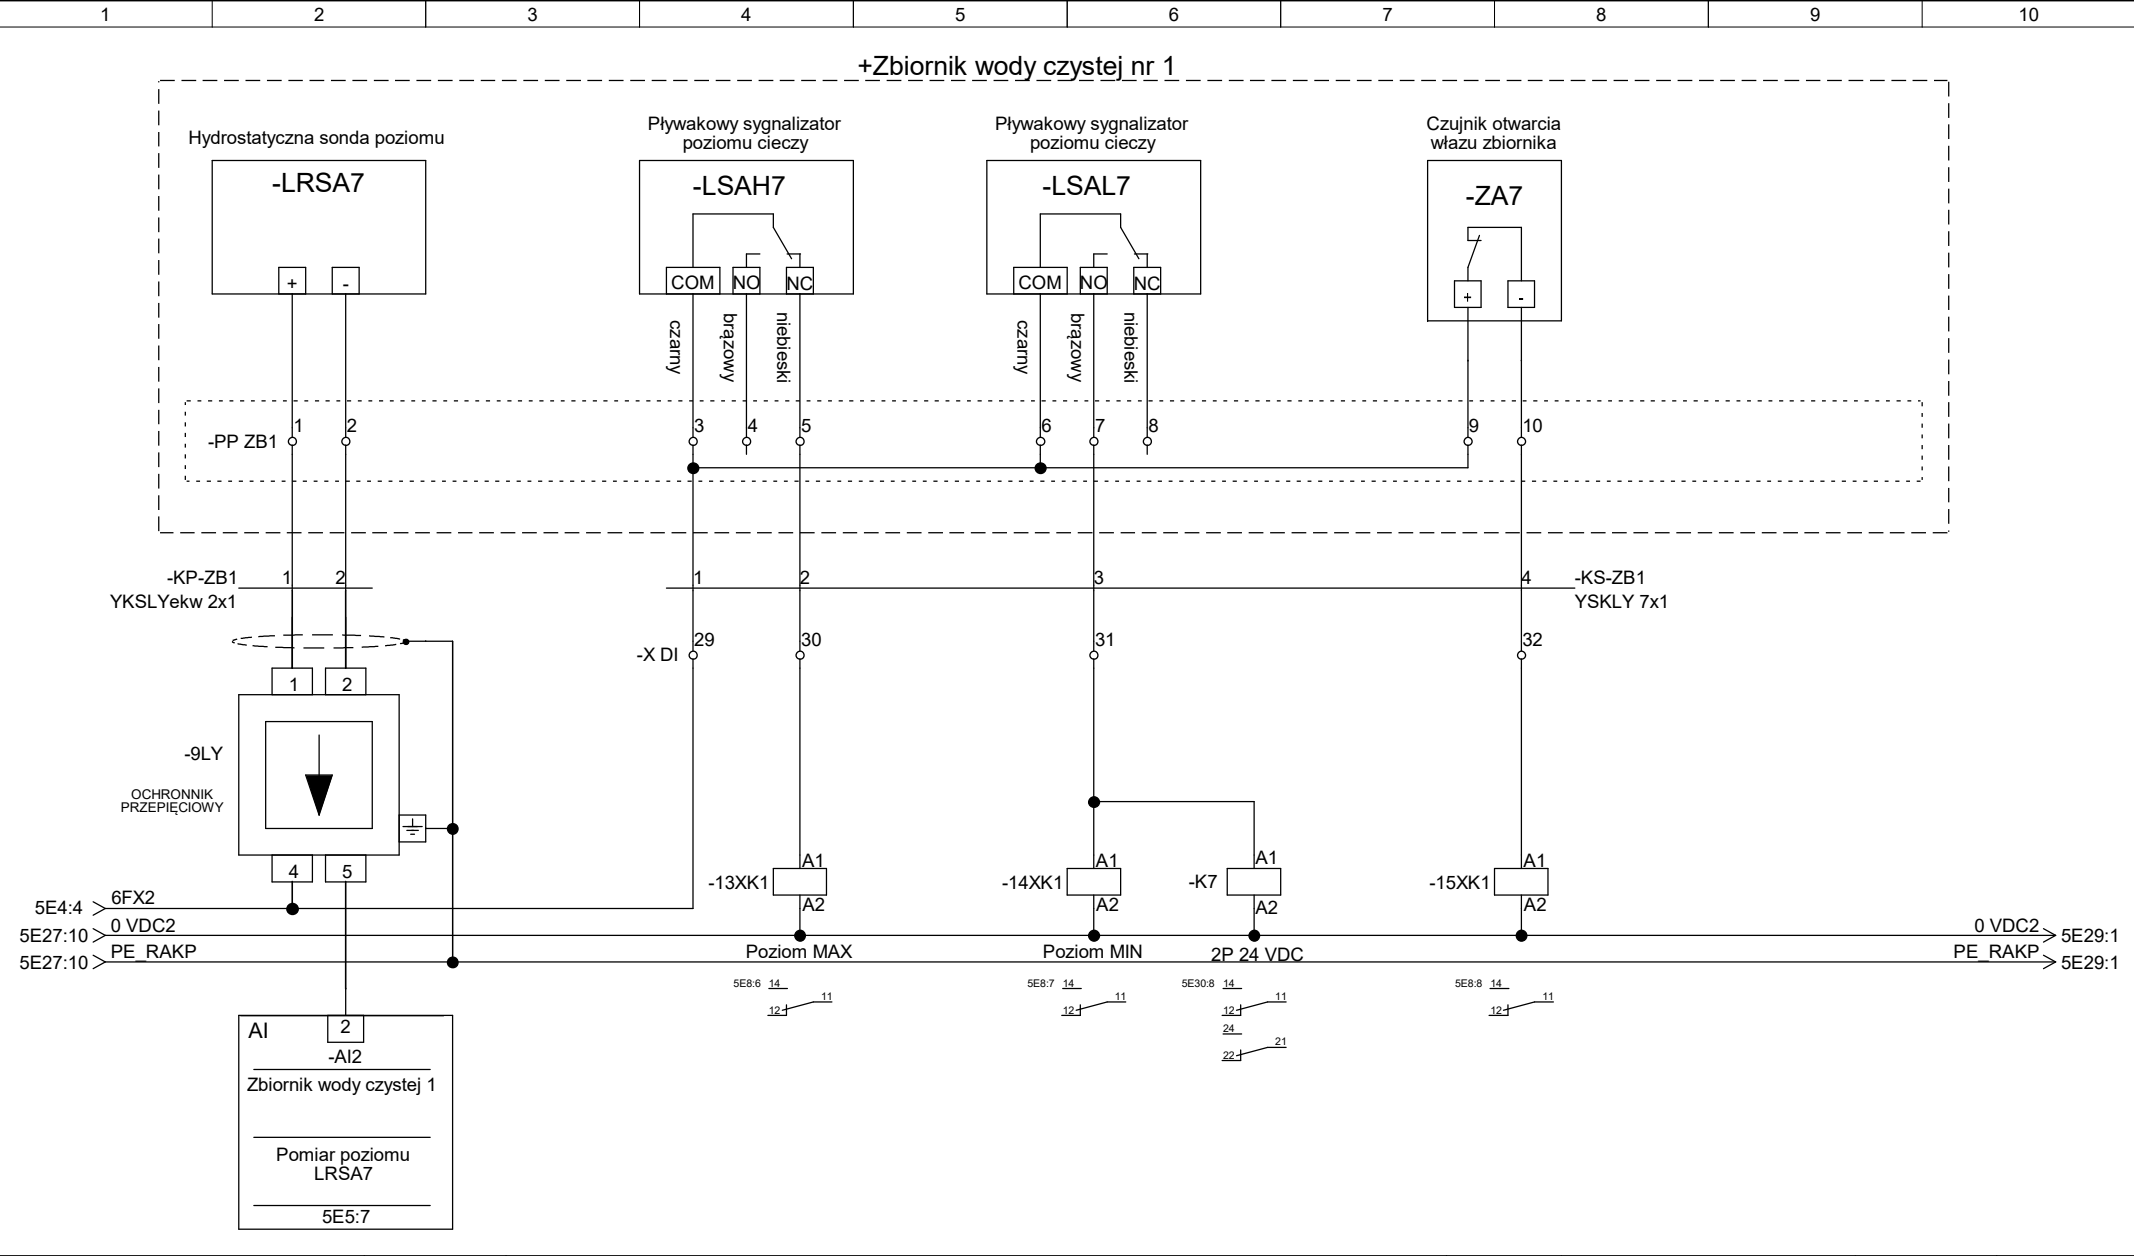 1 2 3 4 5 6 7 8 9 10
+Zbiornik wody czystej nr 1
Hydrostatyczna sonda poziomu
-LRSA7
+ -
Pływakowy sygnalizator
poziomu cieczy
-LSAH7
COM NO NC
czarny
brązowy
niebieski
Pływakowy sygnalizator
poziomu cieczy
-LSAL7
COM NO NC
czarny
brązowy
niebieski
Czujnik otwarcia
włazu zbiornika
-ZA7
+ -
-PP ZB1 1 2 3 4 5 6 7 8 9 10
-KP-ZB1 1 2
YKSLYekw 2x1
1 2 3 4 -KS-ZB1
YSKLY 7x1
-X DI 29 30 31 32
1 2
-9LY
OCHRONNIK
PRZEPIĘCIOWY
4 5
-13XK1 A1
A2
-14XK1 A1
A2
-K7 A1
A2
-15XK1 A1
A2
5E4:4 6FX2
5E27:10 0 VDC2 0 VDC2 5E29:1
5E27:10 PE_RAKP PE_RAKP 5E29:1
Poziom MAX
5E8:6 14
11
12
Poziom MIN
5E8:7 14
11
12
2P 24 VDC
5E30:8 14
11
12
24
21
22
5E8:8 14
11
12
AI 2
-AI2
Zbiornik wody czystej 1
Pomiar poziomu
LRSA7
5E5:7